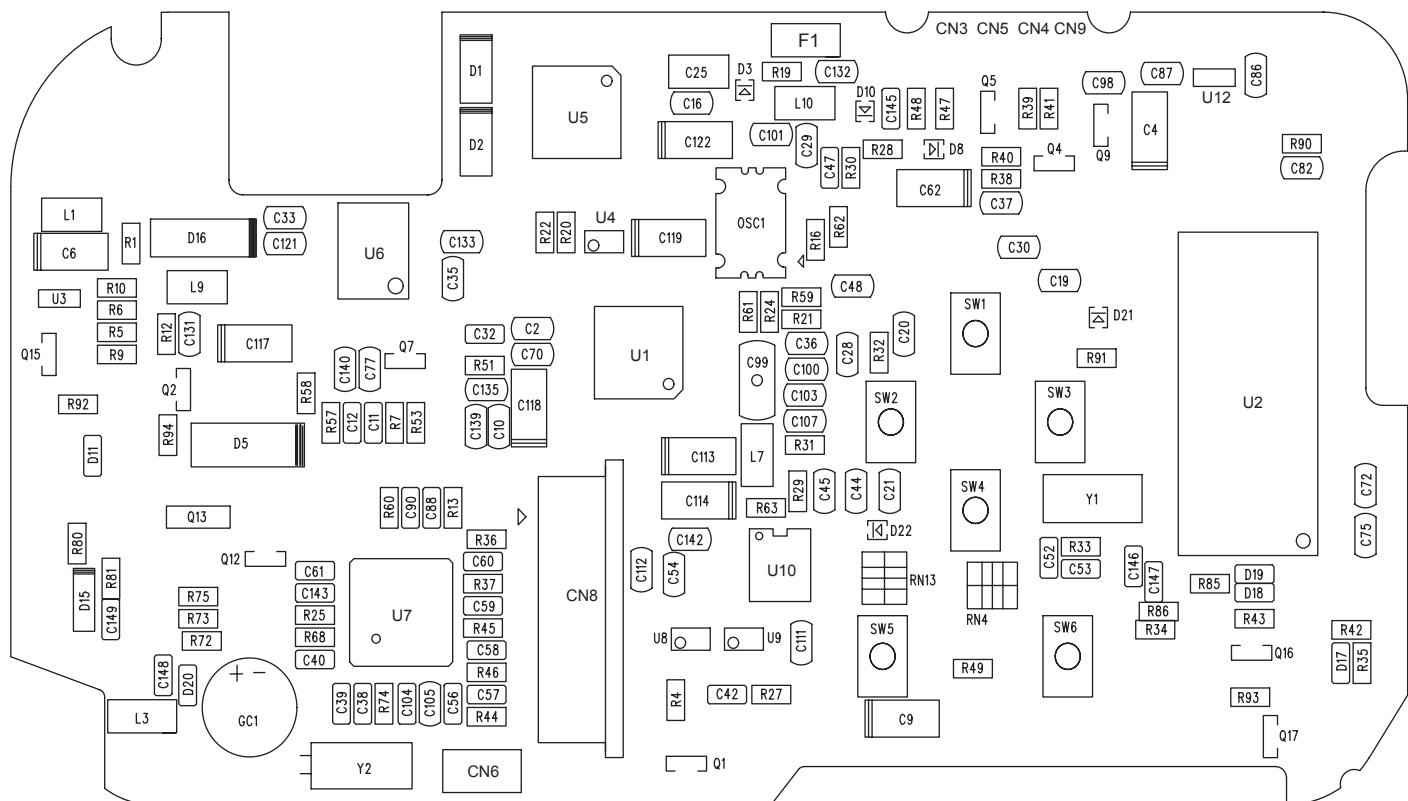 CN3 CN5 CN4 CN9
F1
D1
C25
D3
R19
C132
Q5
C98
C87
U12
C86
U5
C16
L10
D10
C145
R48
R47
R39
R41
C4
D2
C122
C101
C29
R28
D8
R40
Q4
Q9
R90
C47
R30
R38
C82
C62
C37
L1
C33
R22
R20
U4
OSC1
R1
D16
C6
C121
U6
C133
C119
R16
R62
C30
C35
U3
R10
L9
C48
C19
R6
R59
R61
R24
SW1
D21
R5
R12
C131
C117
C32
C2
R21
C20
Q15
R9
C140
C77
Q7
R51
C70
U1
C99
C36
C28
R32
R91
C100
Q2
R58
C135
C103
SW2
SW3
U2
R92
C118
C107
R94
D5
R57
C12
C11
R7
R53
C139
C10
R31
D11
C113
L7
SW4
R29
C45
C44
C21
Y1
C72
C114
R63
Q13
R60
C90
C88
R13
D22
C75
R80
R36
C142
Q12
C60
C112
C54
U10
C52
R33
C53
C146
C147
R81
C61
R37
CN8
RN13
R85
D19
D18
D15
C149
R75
C143
U7
C59
RN4
R86
R73
R25
R45
R34
R43
R72
R68
C58
U8
U9
C111
SW5
SW6
R42
C148
D20
C40
R46
R49
Q16
D17
R35
C39
C38
R74
C104
C105
C56
C57
R4
C42
R27
R93
L3
GC1
R44
C9
Q17
+ −
Y2
CN6
Q1